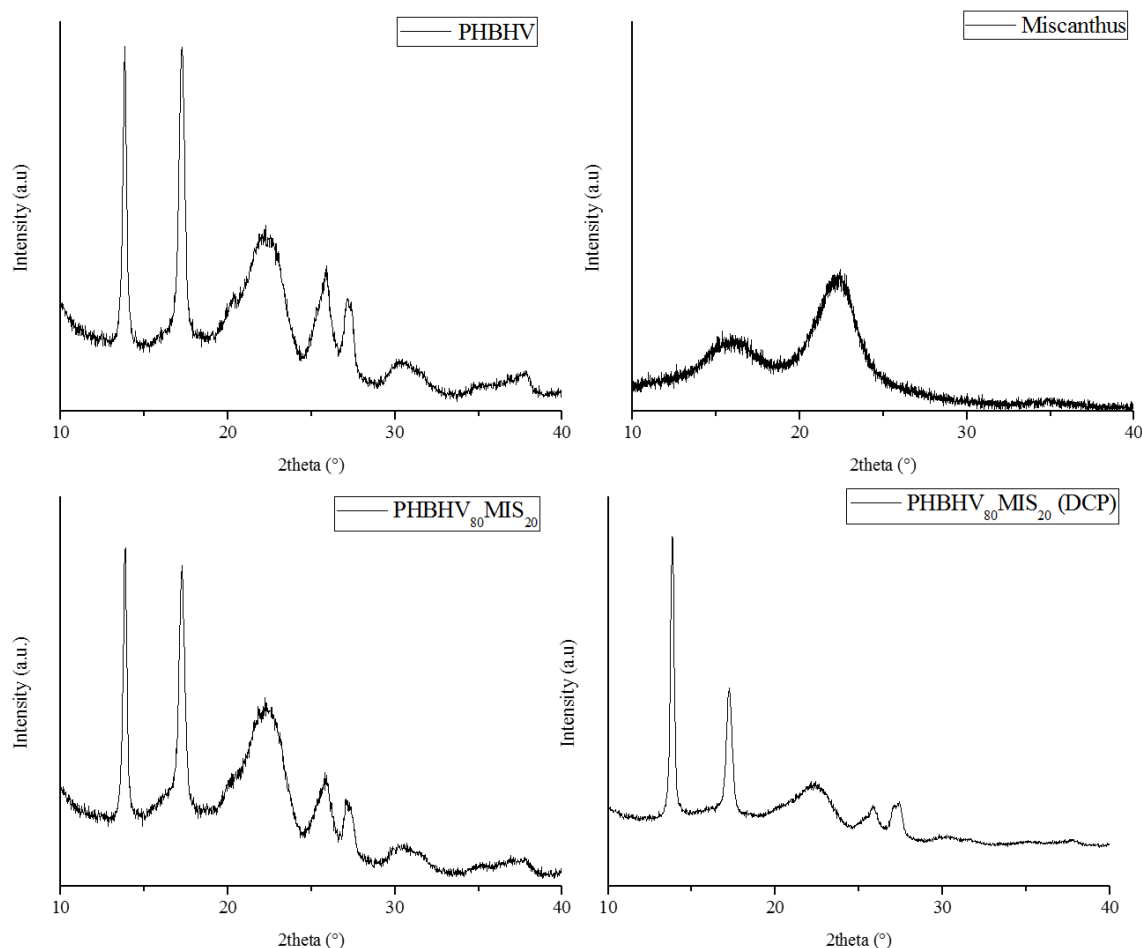 PHBHV
Intensity (a.u)
10 20 30 40
2theta (°)
Miscanthus
Intensity (a.u)
10 20 30 40
2theta (°)
PHBHV₈₀MIS₂₀
Intensity (a.u.)
10 20 30 40
2theta (°)
PHBHV₈₀MIS₂₀ (DCP)
Intensity (a.u)
10 20 30 40
2theta (°)